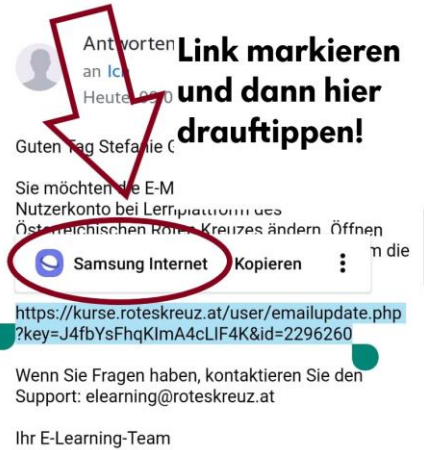 Antworten
an Ich
Heute
Link markieren
und dann hier
drauftippen!
Guten Tag Stefanie
Sie möchten die E-M
Nutzerkonto bei Lernplattform des
Österreichischen Roten Kreuzes ändern. Öffnen
m die
Samsung Internet
Kopieren
https://kurse.roteskreuz.at/user/emailupdate.php
?key=J4fbYsFhqKImA4cLIF4K&id=2296260
Wenn Sie Fragen haben, kontaktieren Sie den
Support: elearning@roteskreuz.at
Ihr E-Learning-Team